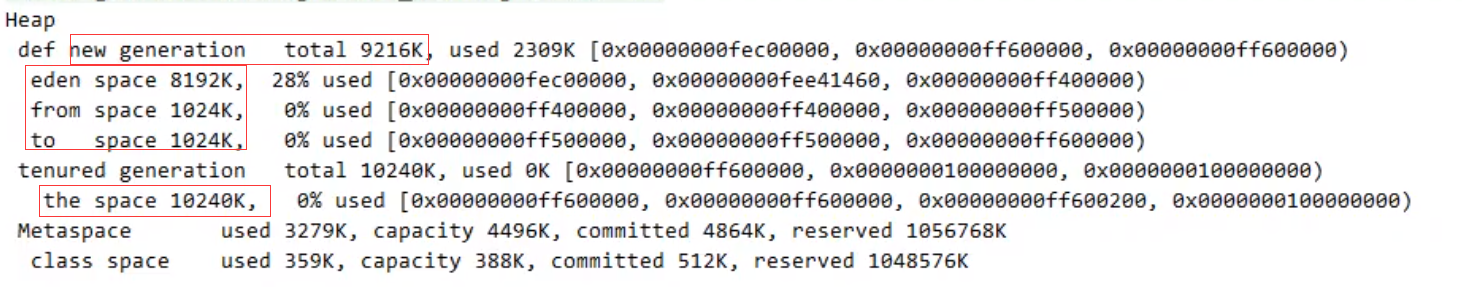 Heap
def new generation   total 9216K, used 2309K [0x00000000fec00000, 0x00000000ff600000, 0x00000000ff600000)
eden space 8192K,  28% used [0x00000000fec00000, 0x00000000fee41460, 0x00000000ff400000)
from space 1024K,   0% used [0x00000000ff400000, 0x00000000ff400000, 0x00000000ff500000)
to   space 1024K,   0% used [0x00000000ff500000, 0x00000000ff500000, 0x00000000ff600000)
tenured generation   total 10240K, used 0K [0x00000000ff600000, 0x0000000100000000, 0x0000000100000000)
the space 10240K,   0% used [0x00000000ff600000, 0x00000000ff600000, 0x00000000ff600200, 0x0000000100000000)
Metaspace       used 3279K, capacity 4496K, committed 4864K, reserved 1056768K
class space    used 359K, capacity 388K, committed 512K, reserved 1048576K